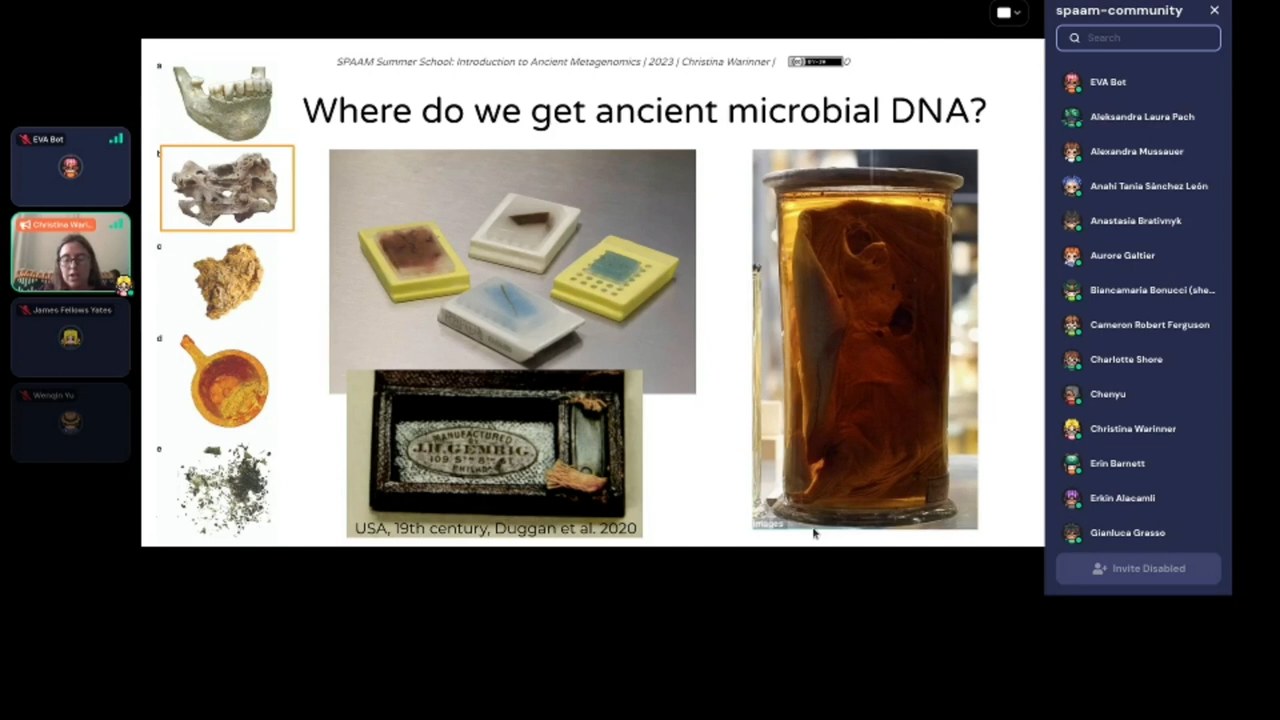 spaam-community
Search
EVA Bot
Aleksandra Laura Pach
Alexandra Mussauer
Anahí Tania Sánchez León
Anastasia Brativnyk
Aurore Galtier
Biancamaria Bonucci (she...
Cameron Robert Ferguson
Charlotte Shore
Chenyu
Christina Warinner
Erin Barnett
Erkin Alacamli
Gianluca Grasso
Invite Disabled
EVA Bot
Christina Wari...
James Fellows Yates
Wenqin Yu
SPAAM Summer School: Introduction to Ancient Metagenomics | 2023 | Christina Warinner |
Where do we get ancient microbial DNA?
a
b
c
d
e
MANUFACTURED
BY
J.H.GEMRIG
109 S. 8th ST
PHILAD
USA, 19th century, Duggan et al. 2020
images